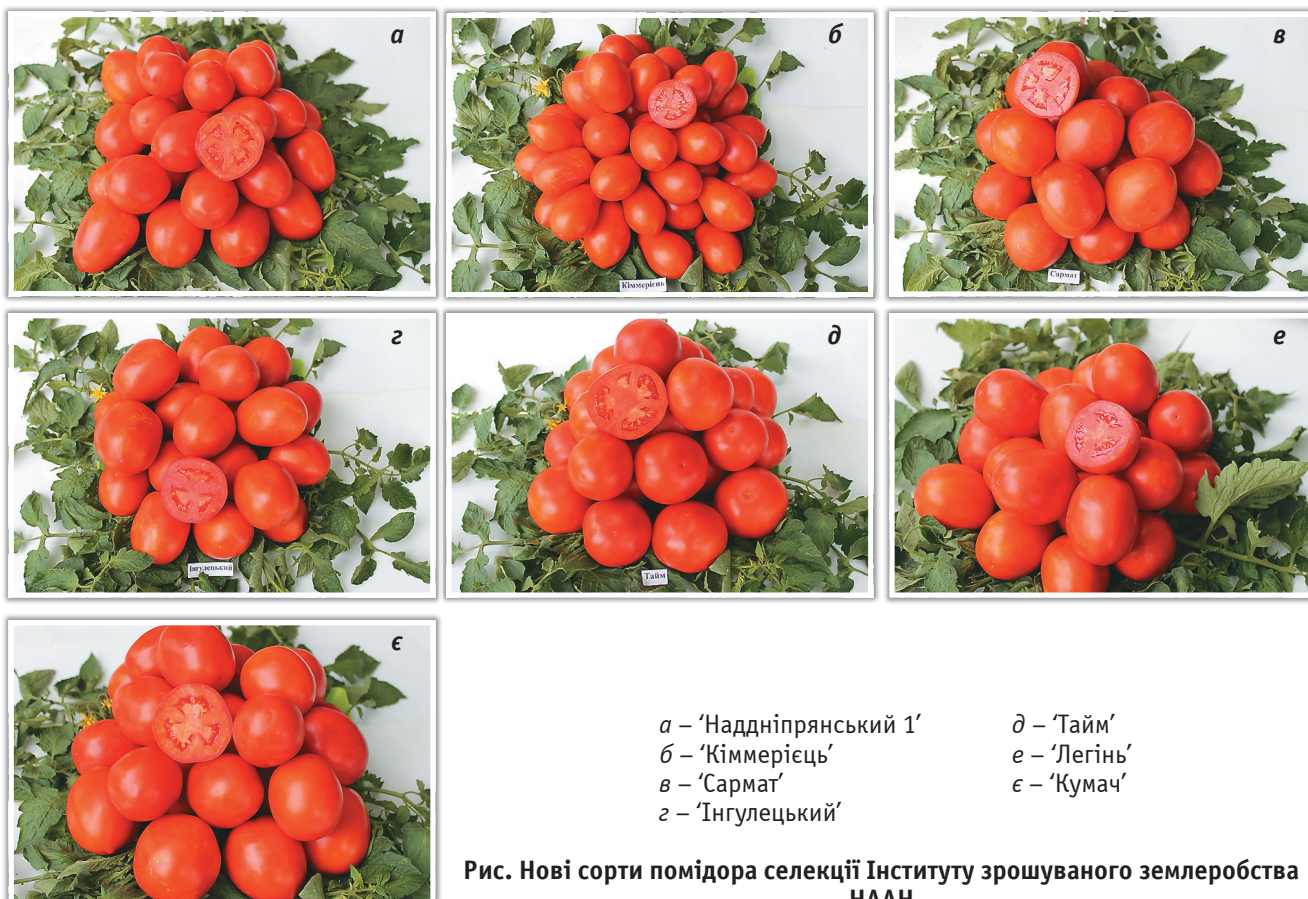 а
б
в
Кіммерієць
Сармат
г
д
е
Інгулецький
Тайм
є
а – ‘Наддніпрянський 1’
б – ‘Кіммерієць’
в – ‘Сармат’
г – ‘Інгулецький’
д – ‘Тайм’
е – ‘Легінь’
є – ‘Кумач’
Рис. Нові сорти помідора селекції Інституту зрошуваного землеробства
НААН